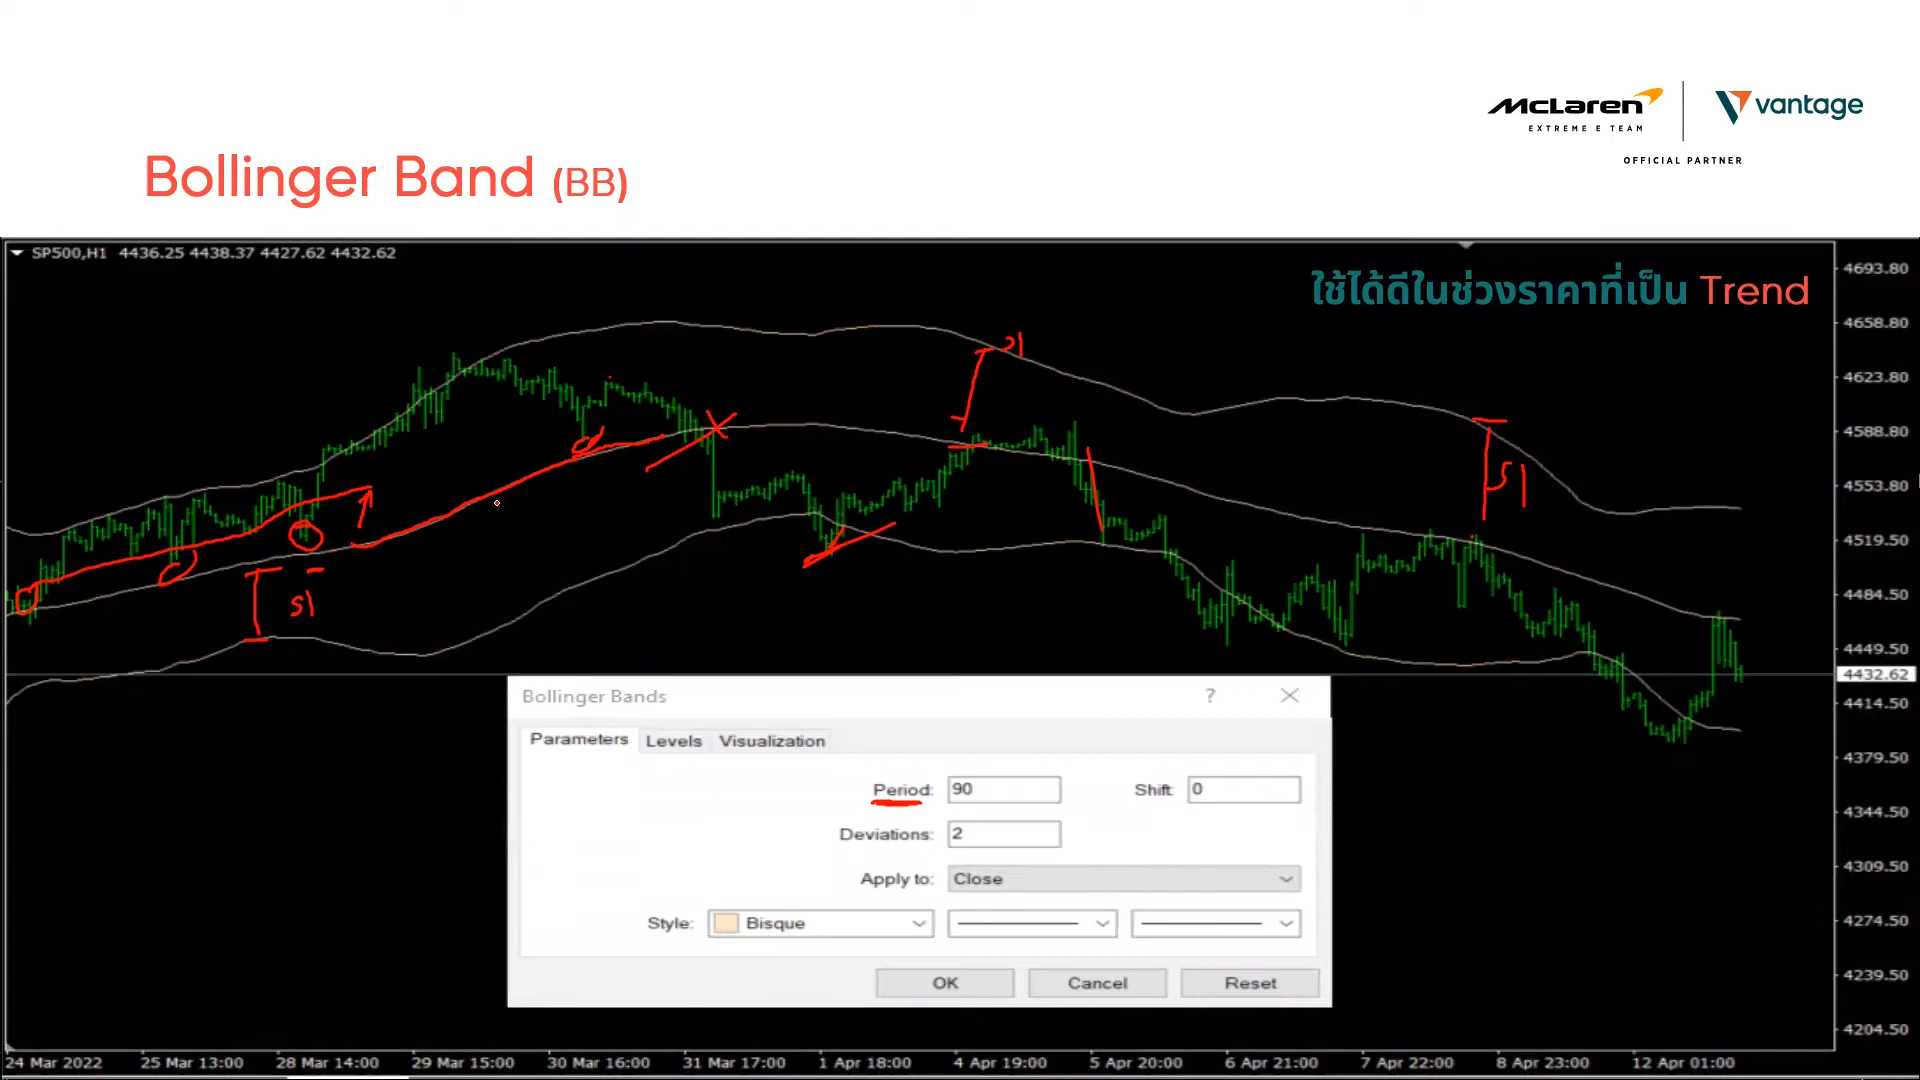 McLaren
EXTREME E TEAM
vantage
OFFICIAL PARTNER
Bollinger Band (BB)
SP500,H1 4436.25 4438.37 4427.62 4432.62
ใช้ได้ดีในช่วงราคาที่เป็น Trend
4693.80
4658.80
4623.80
4588.80
4553.80
4519.50
4484.50
4449.50
4432.62
4414.50
4379.50
4344.50
4309.50
4274.50
4239.50
4204.50
sl
sl
sl
Bollinger Bands
?
Parameters Levels Visualization
Period: 90 Shift: 0
Deviations: 2
Apply to: Close
Style: Bisque
OK Cancel Reset
24 Mar 2022 25 Mar 13:00 28 Mar 14:00 29 Mar 15:00 30 Mar 16:00 31 Mar 17:00 1 Apr 18:00 4 Apr 19:00 5 Apr 20:00 6 Apr 21:00 7 Apr 22:00 8 Apr 23:00 12 Apr 01:00